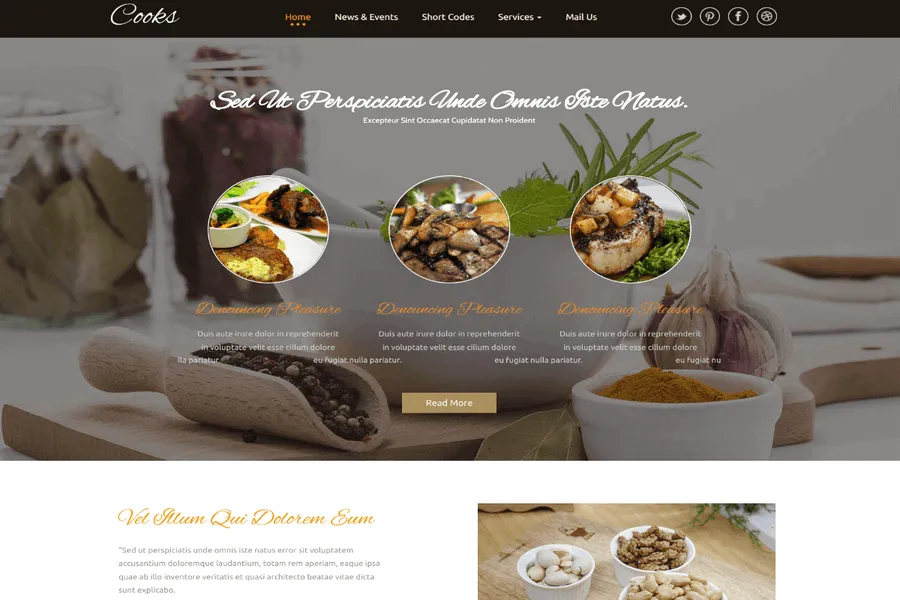 Cooks
Home News & Events Short Codes Services Mail Us
Sed Ut Perspiciatis Unde Omnis Iste Natus.
Excepteur Sint Occaecat Cupidatat Non Proident
Denouncing Pleasure Denouncing Pleasure Denouncing Pleasure
Duis aute irure dolor in reprehenderit Duis aute irure dolor in reprehenderit Duis aute irure dolor in reprehenderit
in voluptate velit esse cillum dolore in voluptate velit esse cillum dolore in voluptate velit esse cillum dolore
lla pariatur. eu fugiat nulla pariatur. eu fugiat nulla pariatur. eu fugiat nu
Read More
Vel Illum Qui Dolorem Eum
"Sed ut perspiciatis unde omnis iste natus error sit voluptatem
accusantium doloremque laudantium, totam rem aperiam, eaque ipsa
quae ab illo inventore veritatis et quasi architecto beatae vitae dicta
sunt explicabo.